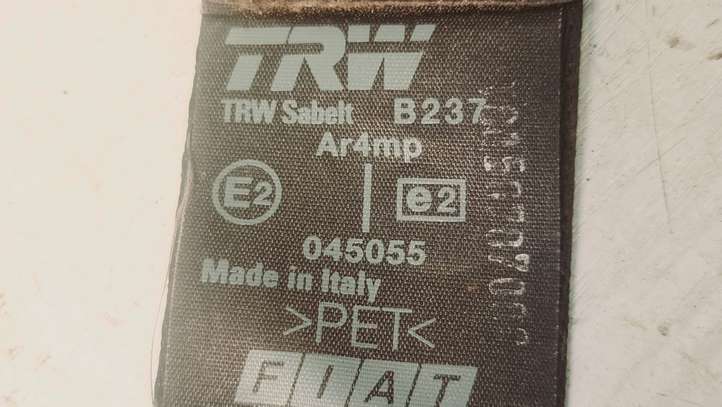 TRW
TRW Sabelt B237
Ar4mp
E2 e2
045055
Made in Italy
>PET<
FIAT